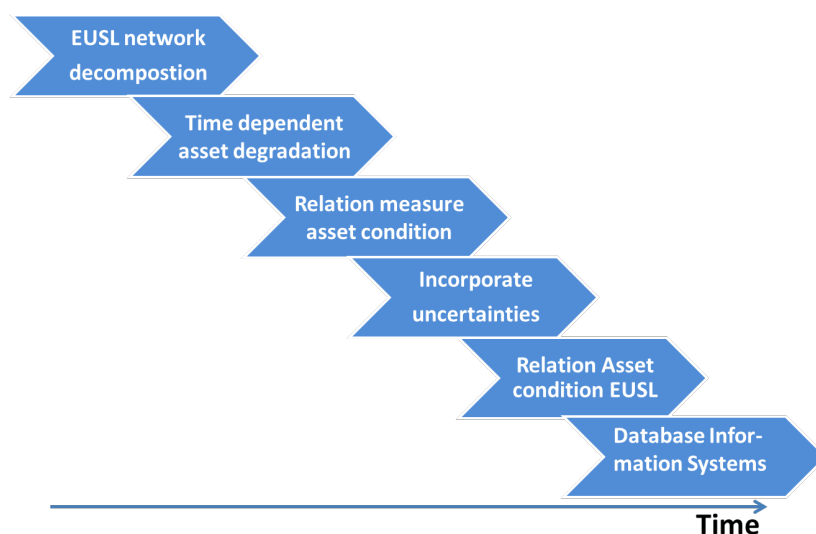 EUSL network
decompostion
Time dependent
asset degradation
Relation measure
asset condition
Incorporate
uncertainties
Relation Asset
condition EUSL
Database Infor-
mation Systems
Time